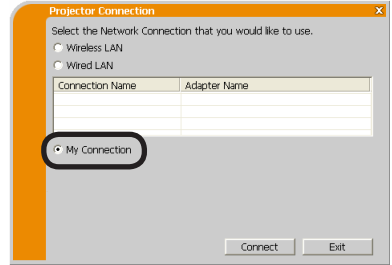 Projector Connection
Select the Network Connection that you would like to use.
Wireless LAN
Wired LAN
Connection Name Adapter Name
My Connection
Connect Exit